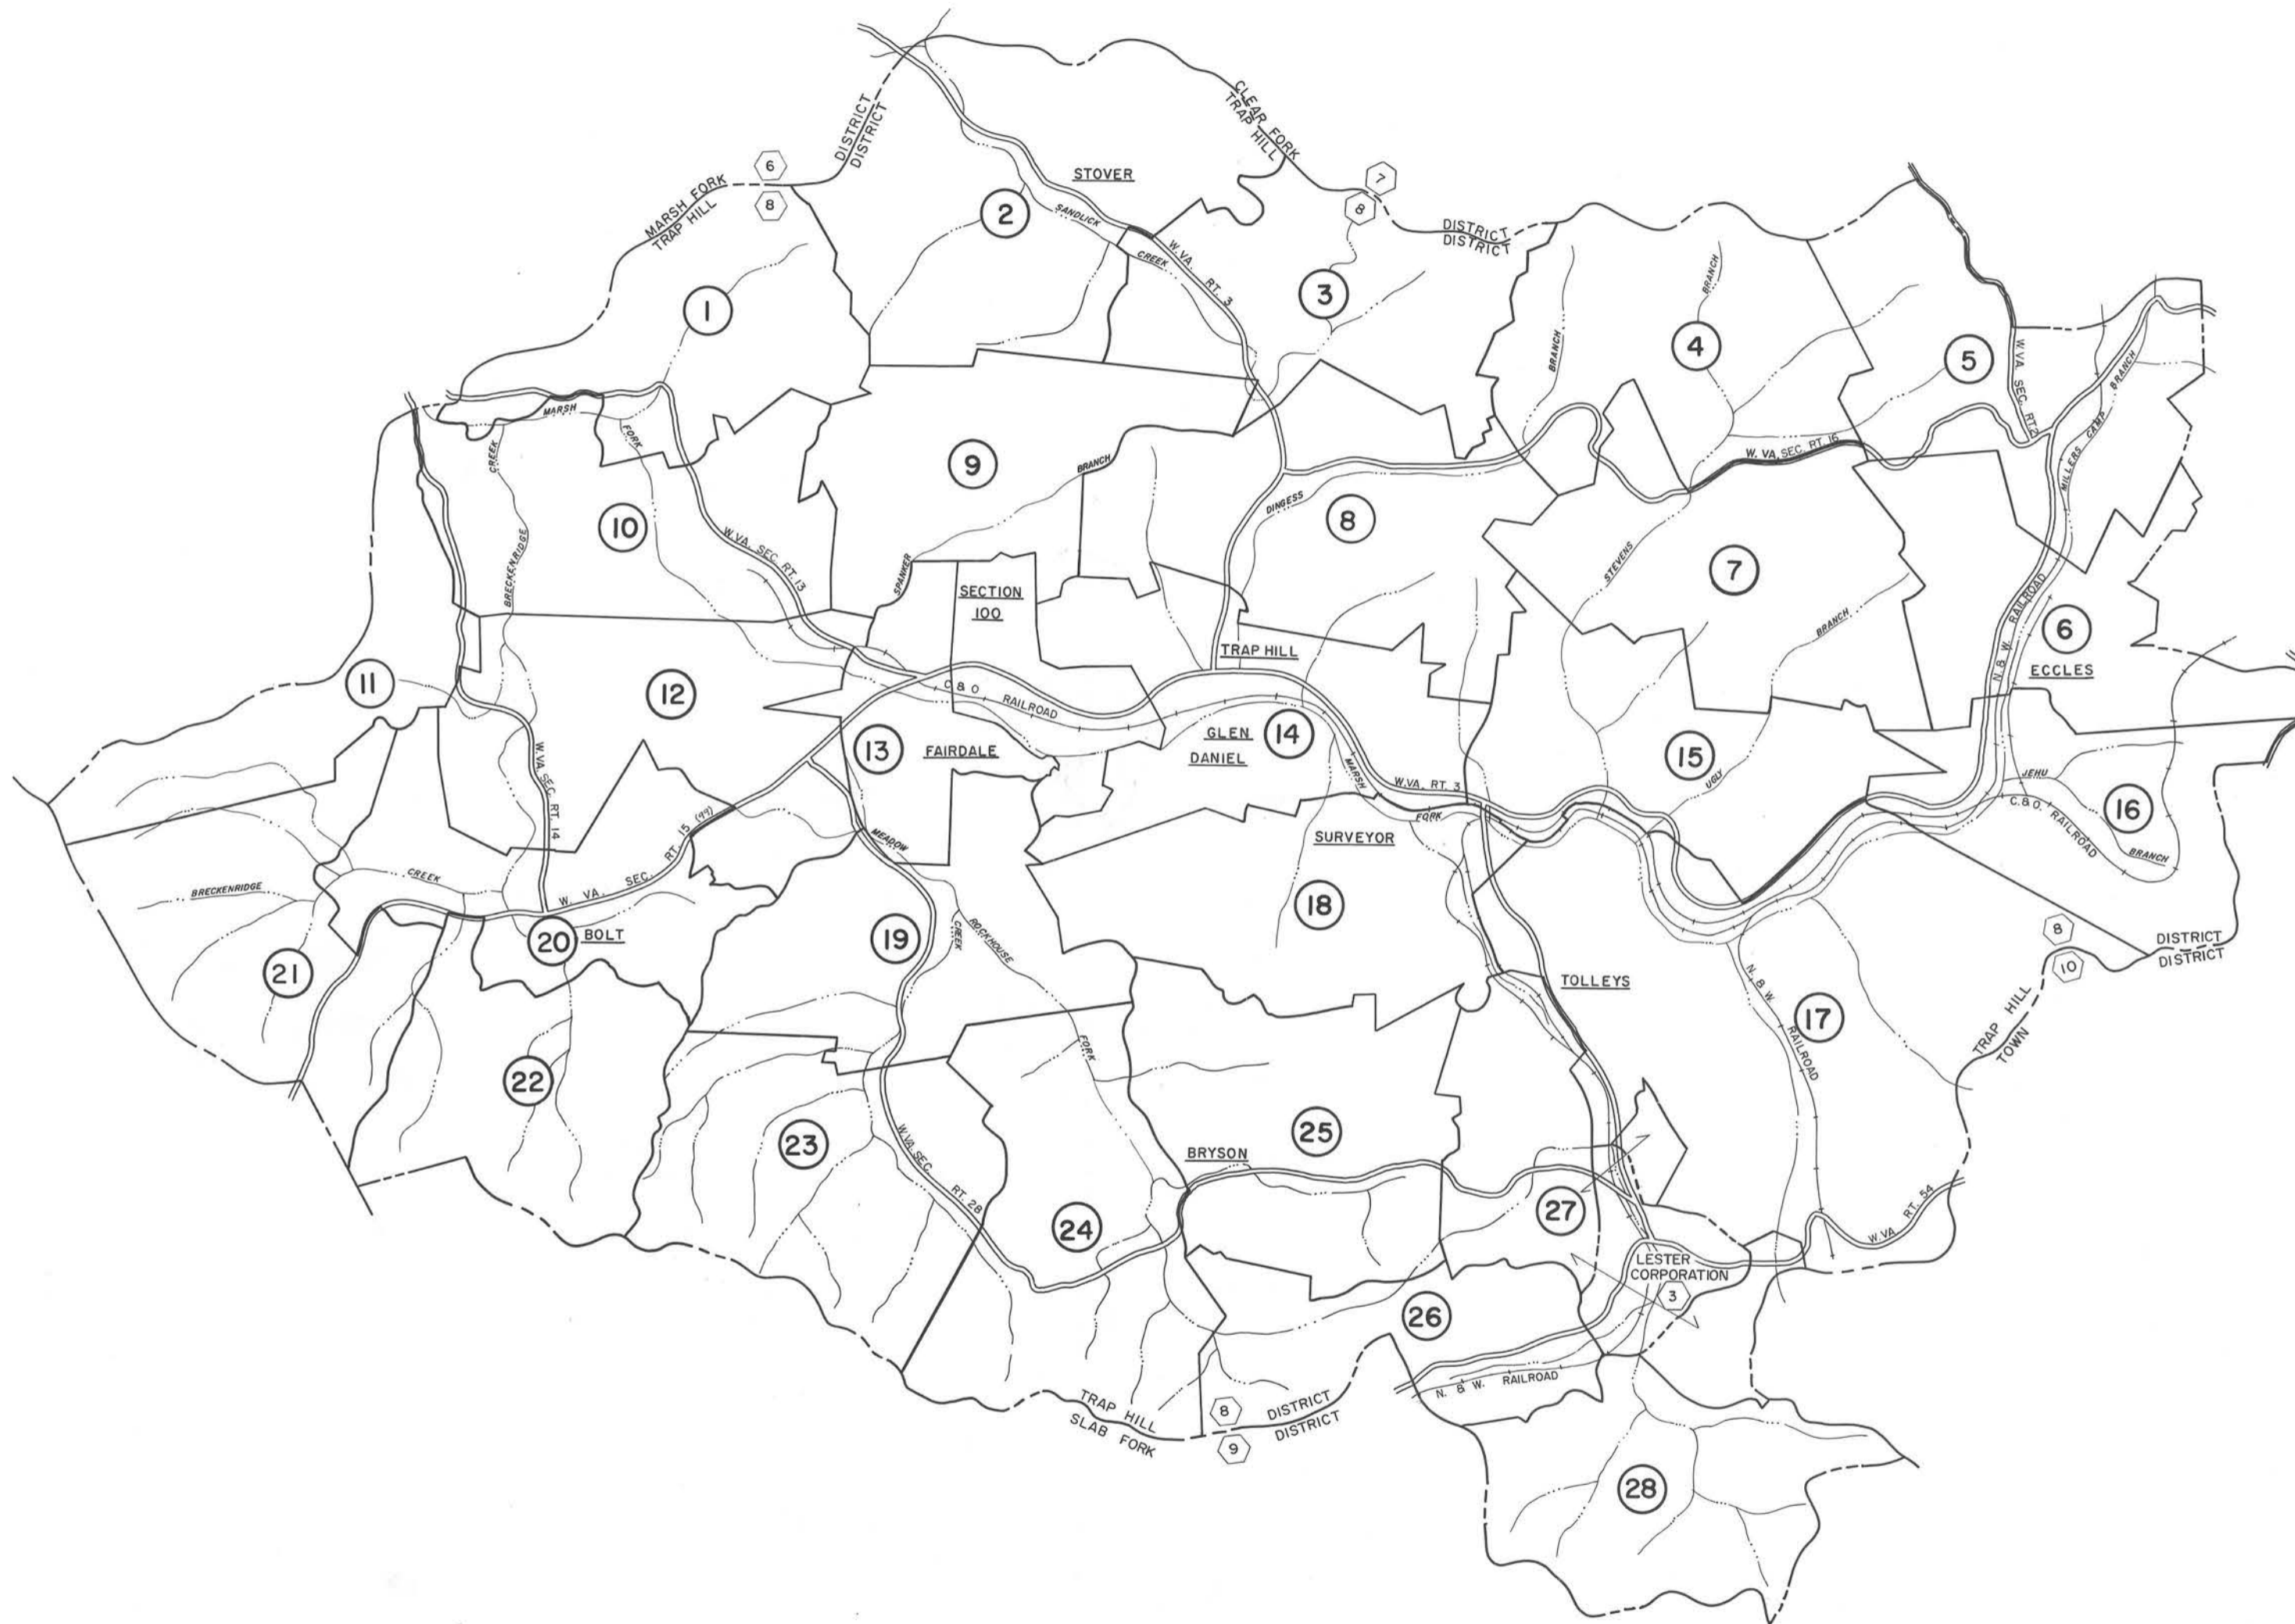 CLEAR FORK
TRAP HILL
DISTRICT
DISTRICT
MARSH FORK
TRAP HILL
6
8
STOVER
2
SANDLICK
CREEK
W. VA. RT. 3
7
8
DISTRICT
DISTRICT
3
1
BRANCH
BRANCH
4
5
W. VA. SEC. RT. 21
BRANCH
MILLERS CAMP
MARSH
FORK
CREEK
BRECKENRIDGE
10
W. VA. SEC. RT. 13
9
BRANCH
SPANKER
DINGESS
8
W. VA. SEC. RT. 16
STEVENS
7
BRANCH
N. & W. RAILROAD
6
ECCLES
SECTION
100
TRAP HILL
11
12
C. & O. RAILROAD
13
FAIRDALE
GLEN
DANIEL
14
MARSH
FORK
W. VA. RT. 3
15
UGLY
JEHU
C. & O. RAILROAD
BRANCH
16
W. VA. SEC. RT. 14
W. VA. SEC. RT. 15 (99)
MEADOW
SURVEYOR
18
BRECKENRIDGE
CREEK
21
20
BOLT
19
CREEK
ROCKHOUSE
FORK
TOLLEYS
N. & W. RAILROAD
17
8
10
DISTRICT
DISTRICT
TRAP HILL
TOWN
22
23
W. VA. SEC. RT. 28
24
BRYSON
25
27
W. VA. RT. 54
LESTER
CORPORATION
3
26
N. & W. RAILROAD
TRAP HILL
SLAB FORK
8
9
DISTRICT
DISTRICT
28